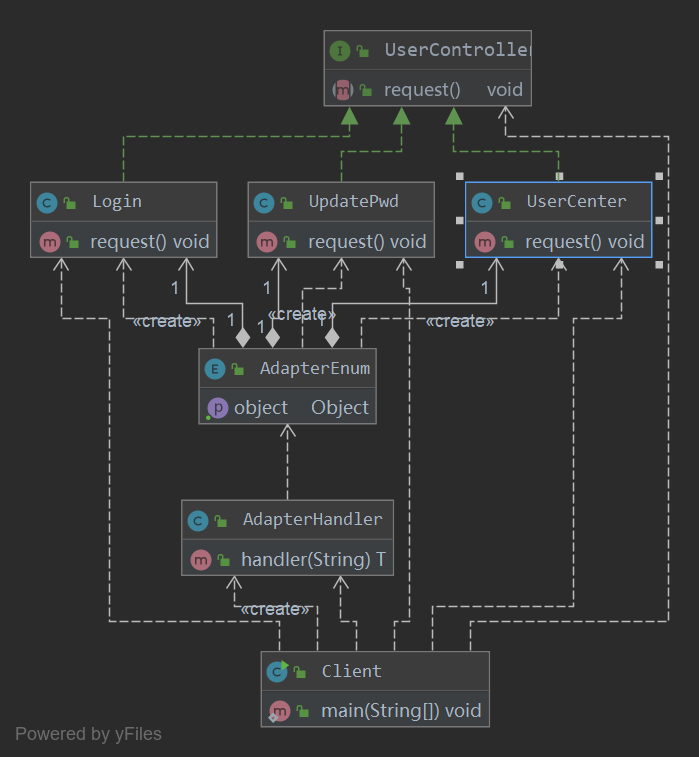 I UserController
m request() void
C Login
C UpdatePwd
C UserCenter
m request() void
m request() void
m request() void
1
1
1
«create»
1
1
«create»
1
«create»
E AdapterEnum
p object Object
C AdapterHandler
m handler(String) T
«create»
C Client
m main(String[]) void
Powered by yFiles